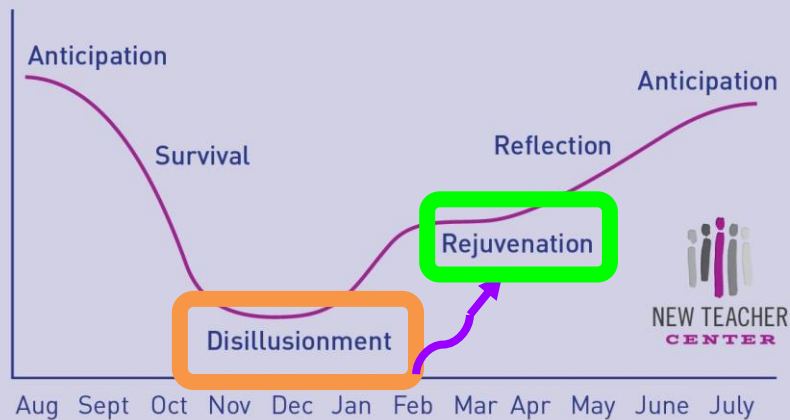 Anticipation
Anticipation
Survival
Reflection
Rejuvenation
NEW TEACHER
CENTER
Disillusionment
Aug Sept Oct Nov Dec Jan Feb Mar Apr May June July